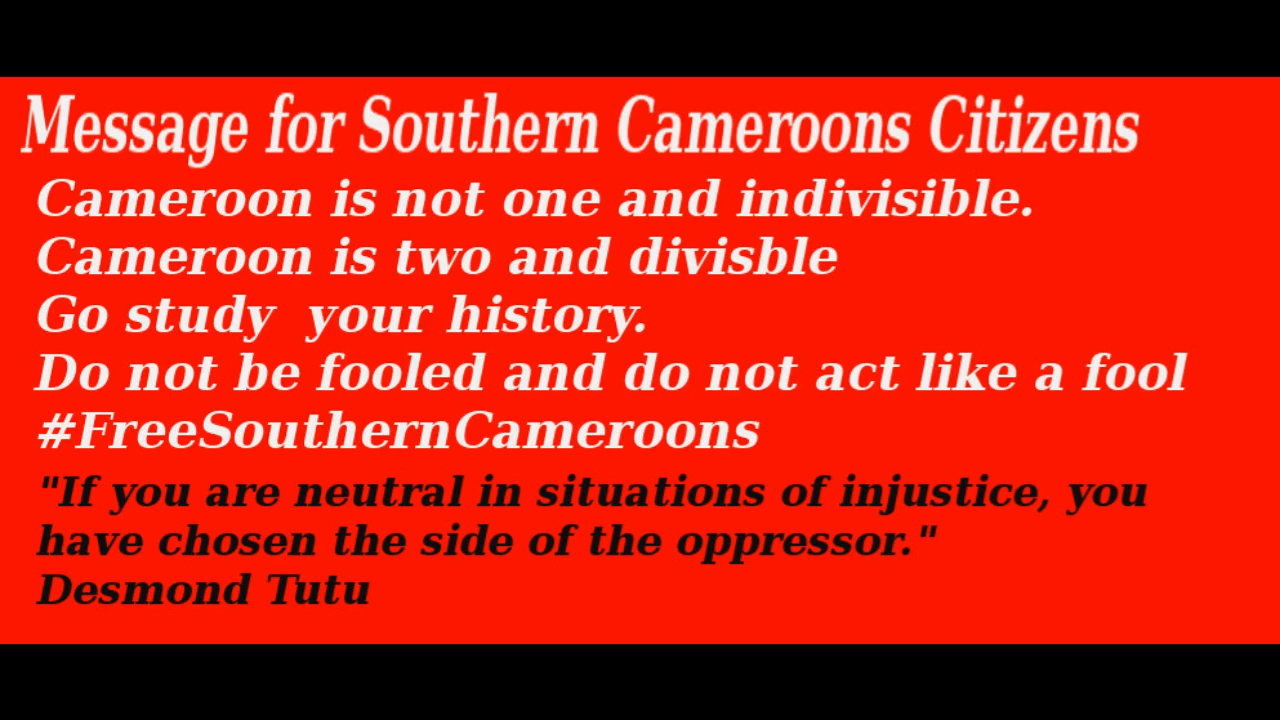 Message for Southern Cameroons Citizens
Cameroon is not one and indivisible.
Cameroon is two and divisble
Go study  your history.
Do not be fooled and do not act like a fool
#FreeSouthernCameroons
"If you are neutral in situations of injustice, you
have chosen the side of the oppressor."
Desmond Tutu